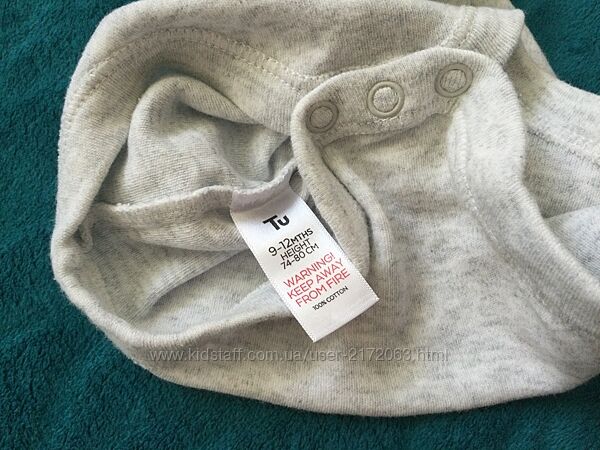 Tu
9-12MTHS
HEIGHT
74-80 CM
WARNING!
KEEP AWAY
FROM FIRE
100% COTTON
www.kidstaff.com.ua/user-2172063.html